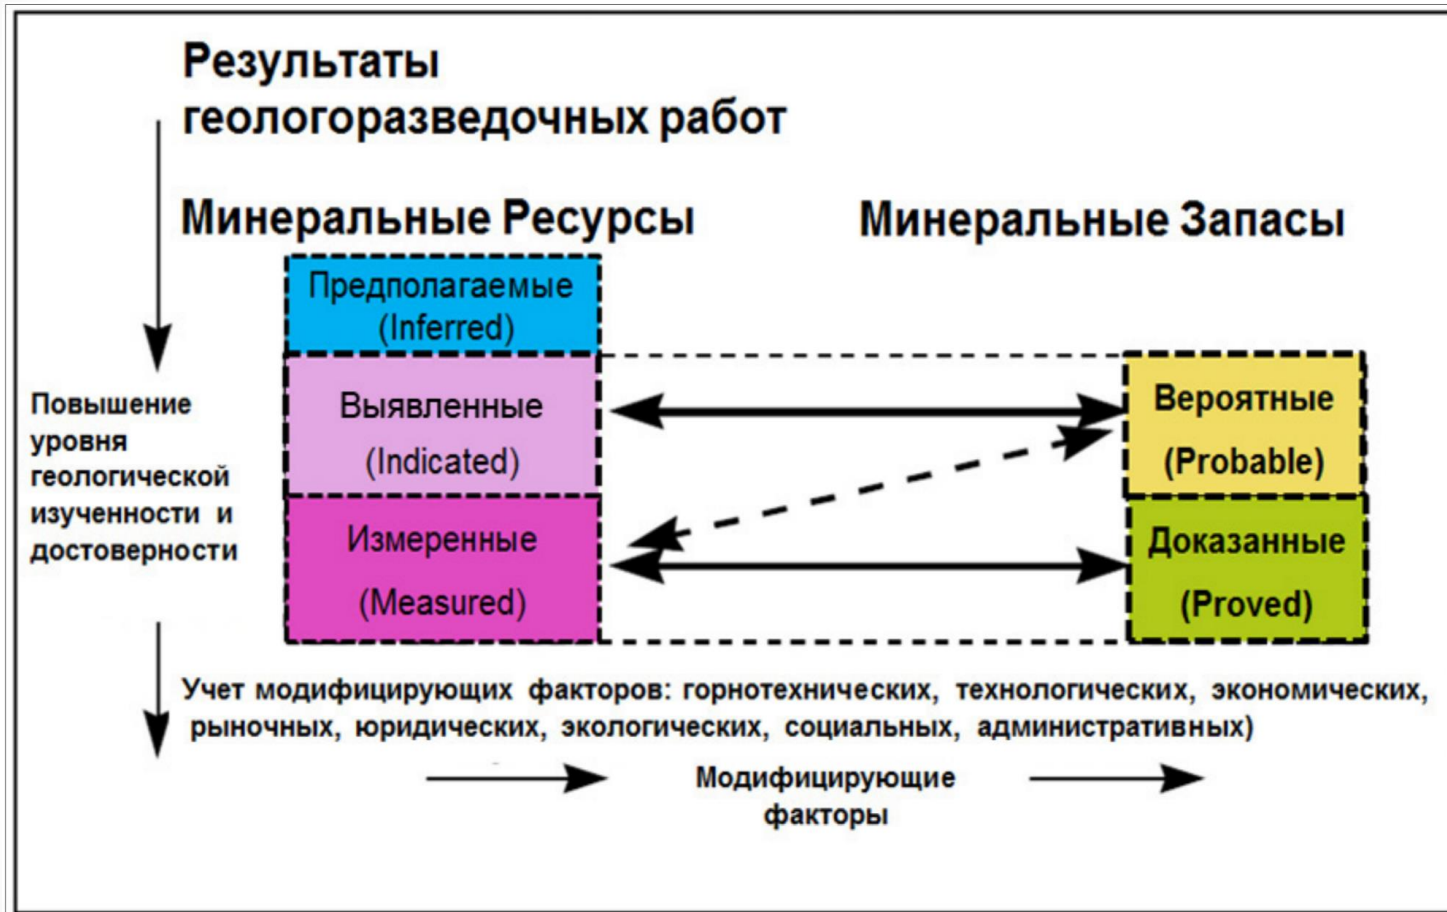 Результаты
геологоразведочных работ
Минеральные Ресурсы
Минеральные Запасы
Предполагаемые
(Inferred)
Выявленные
(Indicated)
Измеренные
(Measured)
Вероятные
(Probable)
Доказанные
(Proved)
Повышение
уровня
геологической
изученности и
достоверности
Учет модифицирующих факторов: горнотехнических, технологических, экономических,
рыночных, юридических, экологических, социальных, административных)
Модифицирующие
факторы